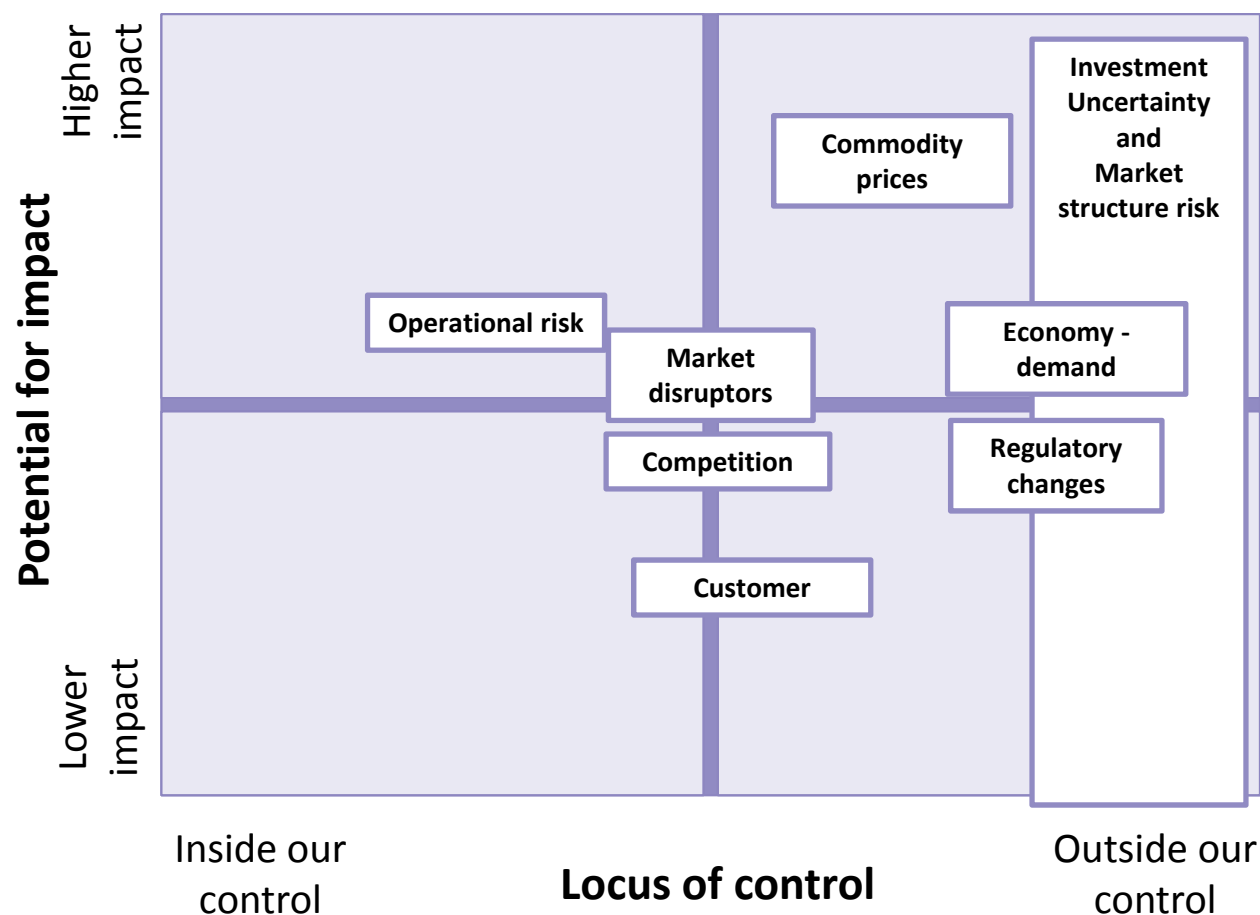 Higher
impact
Potential for impact
Lower
impact
Investment
Uncertainty
and
Market
structure risk
Commodity
prices
Operational risk
Market
disruptors
Economy -
demand
Competition
Regulatory
changes
Customer
Inside our
control
Locus of control
Outside our
control